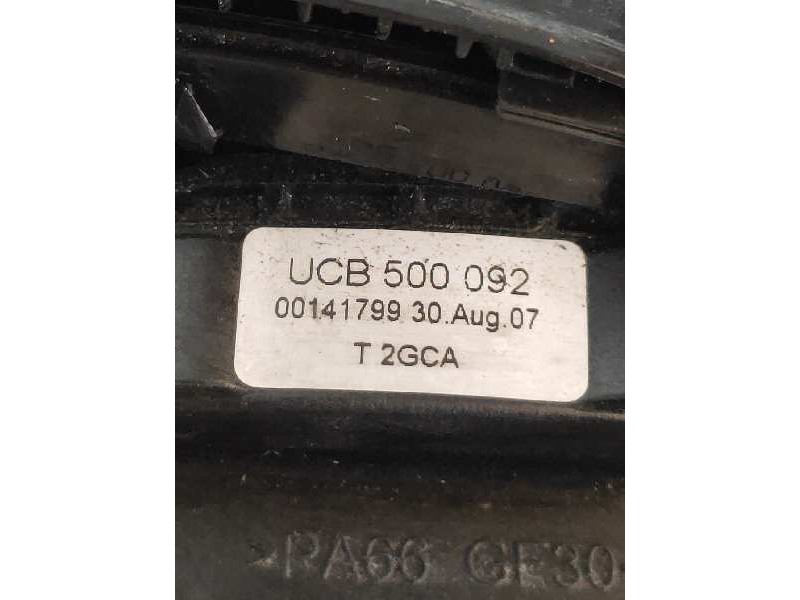 UCB 500 092
00141799 30.Aug.07
T 2GCA
>PA66 GF30<